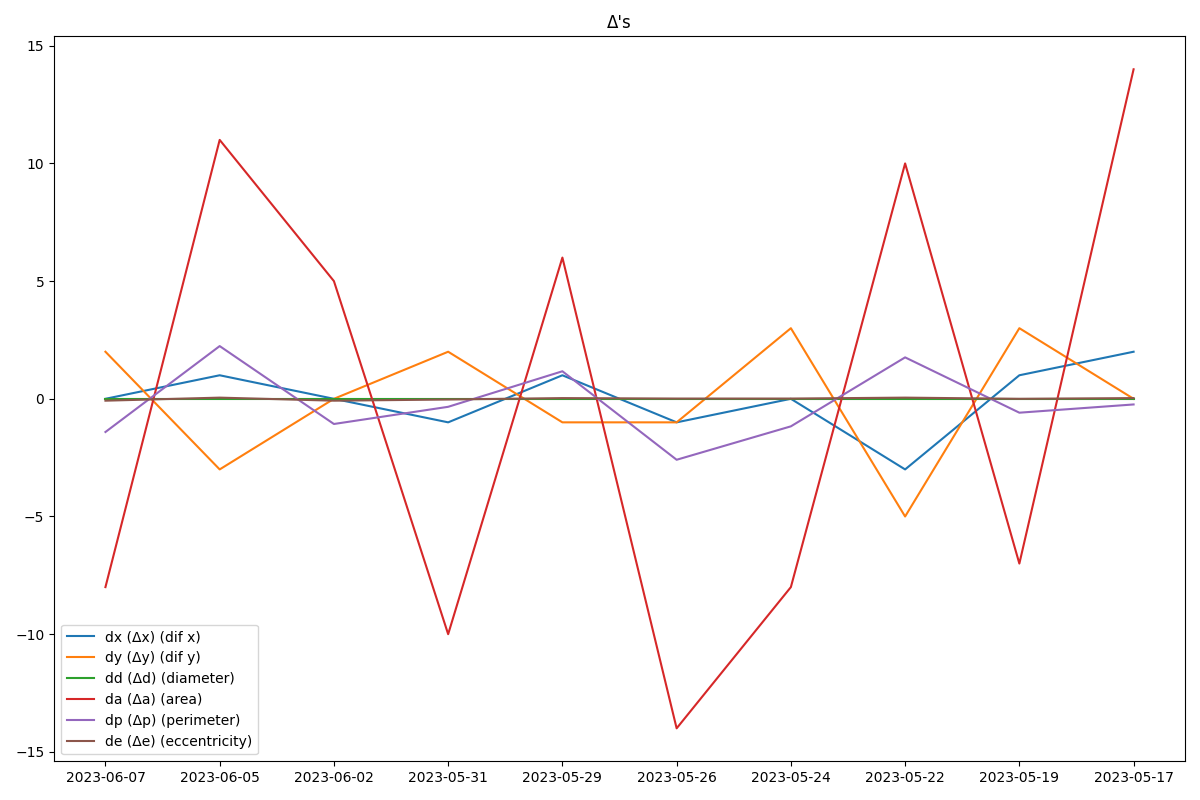 Δ's
15
10
5
0
−5
−10
−15
dx (Δx) (dif x)
dy (Δy) (dif y)
dd (Δd) (diameter)
da (Δa) (area)
dp (Δp) (perimeter)
de (Δe) (eccentricity)
2023-06-07 2023-06-05 2023-06-02 2023-05-31 2023-05-29 2023-05-26 2023-05-24 2023-05-22 2023-05-19 2023-05-17